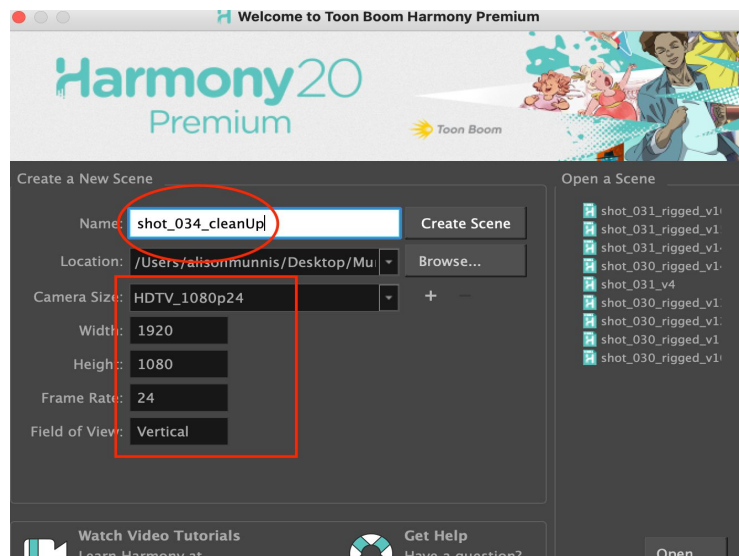 Welcome to Toon Boom Harmony Premium
Harmony 20
Premium
Toon Boom
Create a New Scene
Name: shot_034_cleanUp Create Scene
Location: /Users/alisonmunnis/Desktop/Mu Browse...
Camera Size: HDTV_1080p24 + −
Width: 1920
Height: 1080
Frame Rate: 24
Field of View: Vertical
Open a Scene
shot_031_rigged_v1
shot_031_rigged_v1
shot_031_rigged_v1
shot_030_rigged_v1
shot_031_v4
shot_030_rigged_v1
shot_030_rigged_v1
shot_030_rigged_v1
shot_030_rigged_v1
Watch Video Tutorials
Learn Harmony at
Get Help
Have a question?
Open